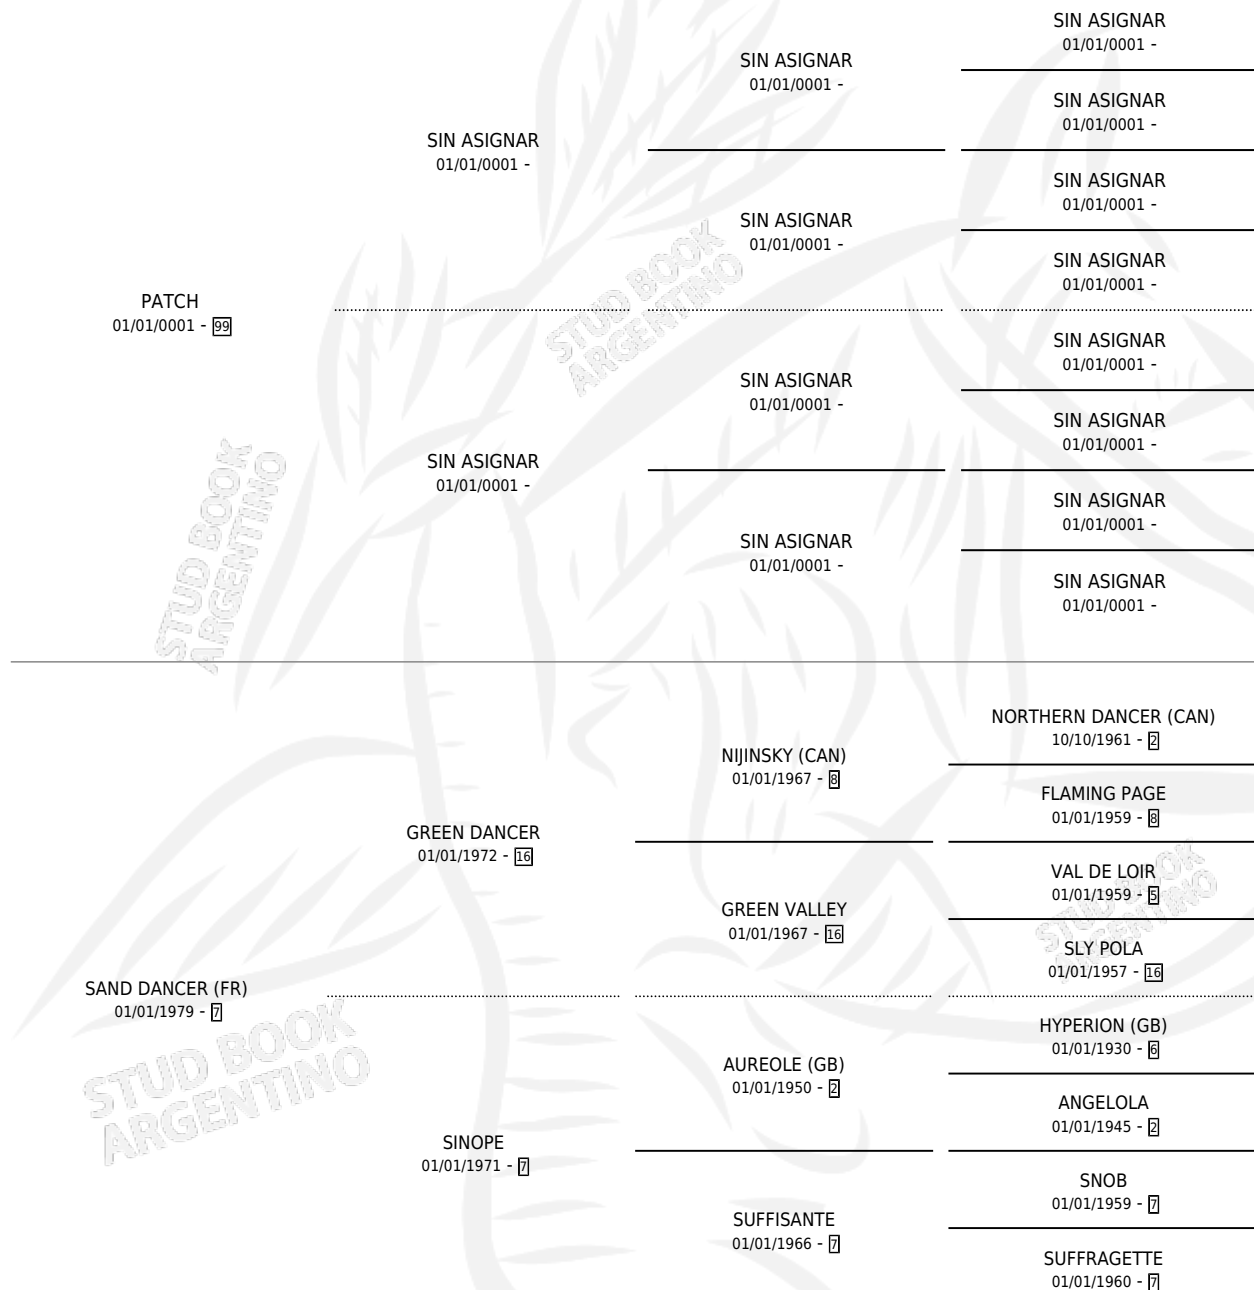 SIN ASIGNAR
01/01/0001 -
SIN ASIGNAR
01/01/0001 -
SIN ASIGNAR
01/01/0001 -
SIN ASIGNAR
01/01/0001 -
SIN ASIGNAR
01/01/0001 -
SIN ASIGNAR
01/01/0001 -
SIN ASIGNAR
01/01/0001 -
STUD BOOK
ARGENTINO
PATCH
01/01/0001 - 99
SIN ASIGNAR
01/01/0001 -
SIN ASIGNAR
01/01/0001 -
SIN ASIGNAR
01/01/0001 -
SIN ASIGNAR
01/01/0001 -
SIN ASIGNAR
01/01/0001 -
SIN ASIGNAR
01/01/0001 -
SIN ASIGNAR
01/01/0001 -
STUD BOOK
ARGENTINO
NORTHERN DANCER (CAN)
10/10/1961 - 2
NIJINSKY (CAN)
01/01/1967 - 8
FLAMING PAGE
01/01/1959 - 8
GREEN DANCER
01/01/1972 - 16
VAL DE LOIR
01/01/1959 - 5
GREEN VALLEY
01/01/1967 - 16
SLY POLA
01/01/1957 - 16
STUD BOOK
ARGENTINO
SAND DANCER (FR)
01/01/1979 - 7
HYPERION (GB)
01/01/1930 - 6
AUREOLE (GB)
01/01/1950 - 2
ANGELOLA
01/01/1945 - 2
STUD BOOK
ARGENTINO
SINOPE
01/01/1971 - 7
SNOB
01/01/1959 - 7
SUFFISANTE
01/01/1966 - 7
SUFFRAGETTE
01/01/1960 - 7